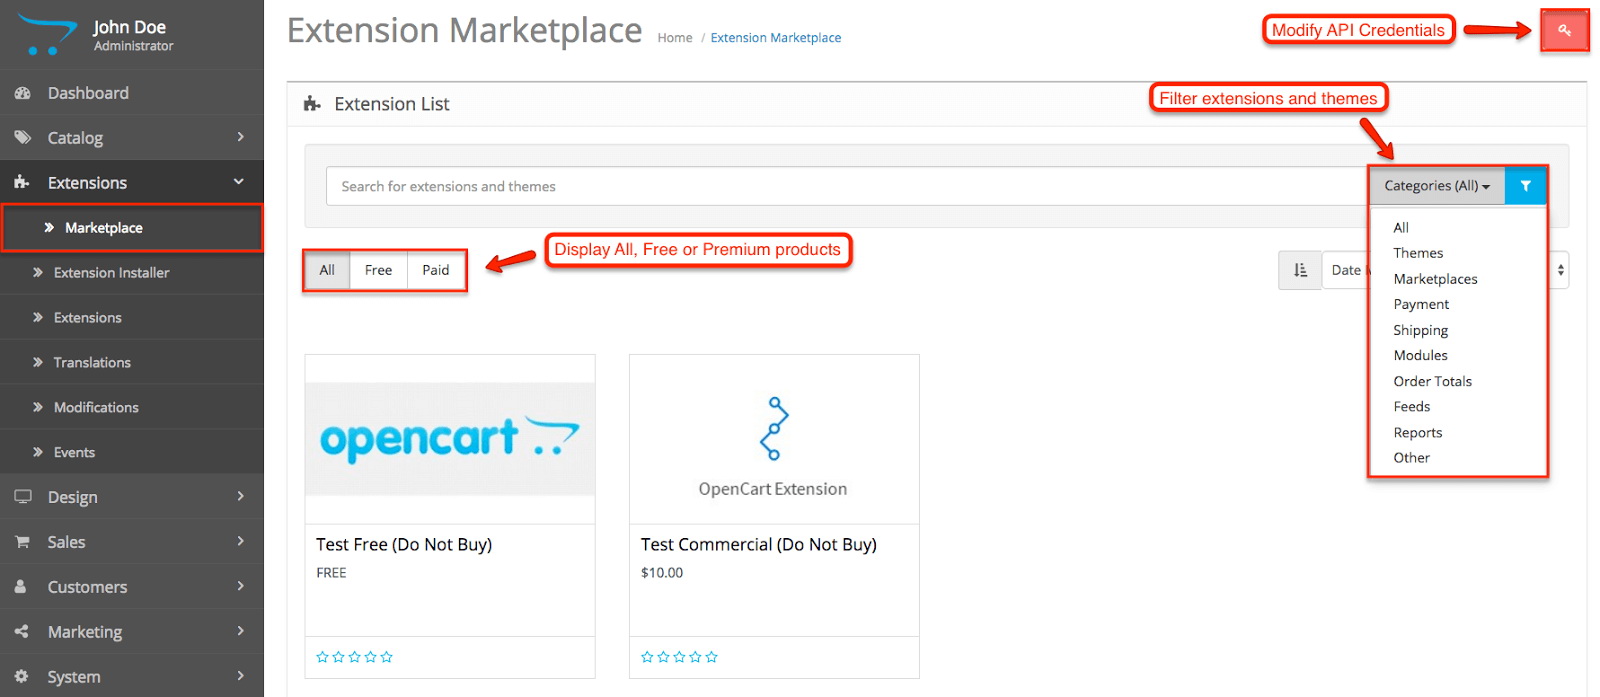 John Doe
Administrator
Dashboard
Catalog
Extensions
Marketplace
Extension Installer
Extensions
Translations
Modifications
Events
Design
Sales
Customers
Marketing
System
Extension Marketplace
Home / Extension Marketplace
Modify API Credentials
Extension List
Filter extensions and themes
Search for extensions and themes
Categories (All)
All
Themes
Marketplaces
Payment
Shipping
Modules
Order Totals
Feeds
Reports
Other
All Free Paid
Display All, Free or Premium products
Date
opencart
Test Free (Do Not Buy)
FREE
OpenCart Extension
Test Commercial (Do Not Buy)
$10.00